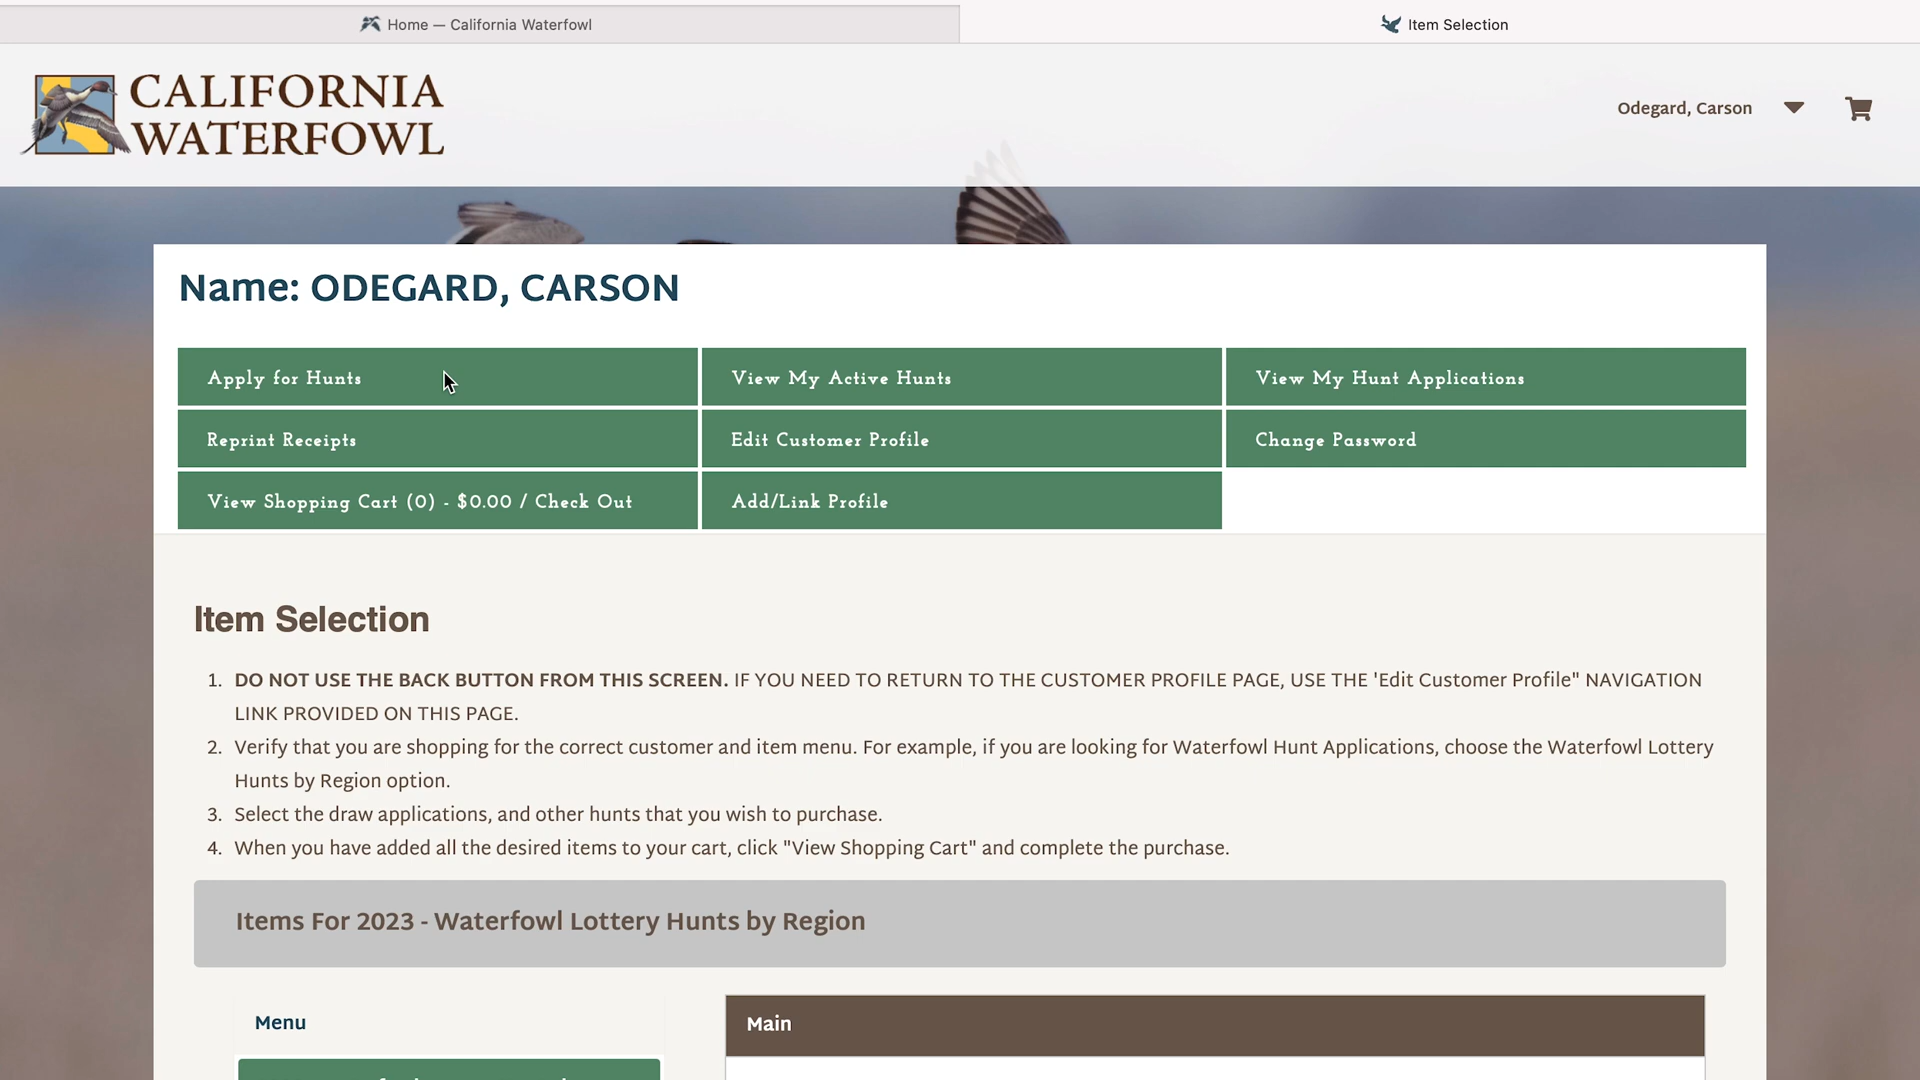 Home — California Waterfowl
Item Selection
CALIFORNIA
WATERFOWL
Odegard, Carson
Name: ODEGARD, CARSON
Apply for Hunts
View My Active Hunts
View My Hunt Applications
Reprint Receipts
Edit Customer Profile
Change Password
View Shopping Cart (0) - $0.00 / Check Out
Add/Link Profile
Item Selection
1. DO NOT USE THE BACK BUTTON FROM THIS SCREEN. IF YOU NEED TO RETURN TO THE CUSTOMER PROFILE PAGE, USE THE 'Edit Customer Profile" NAVIGATION
LINK PROVIDED ON THIS PAGE.
2. Verify that you are shopping for the correct customer and item menu. For example, if you are looking for Waterfowl Hunt Applications, choose the Waterfowl Lottery
Hunts by Region option.
3. Select the draw applications, and other hunts that you wish to purchase.
4. When you have added all the desired items to your cart, click "View Shopping Cart" and complete the purchase.
Items For 2023 - Waterfowl Lottery Hunts by Region
Menu
Main